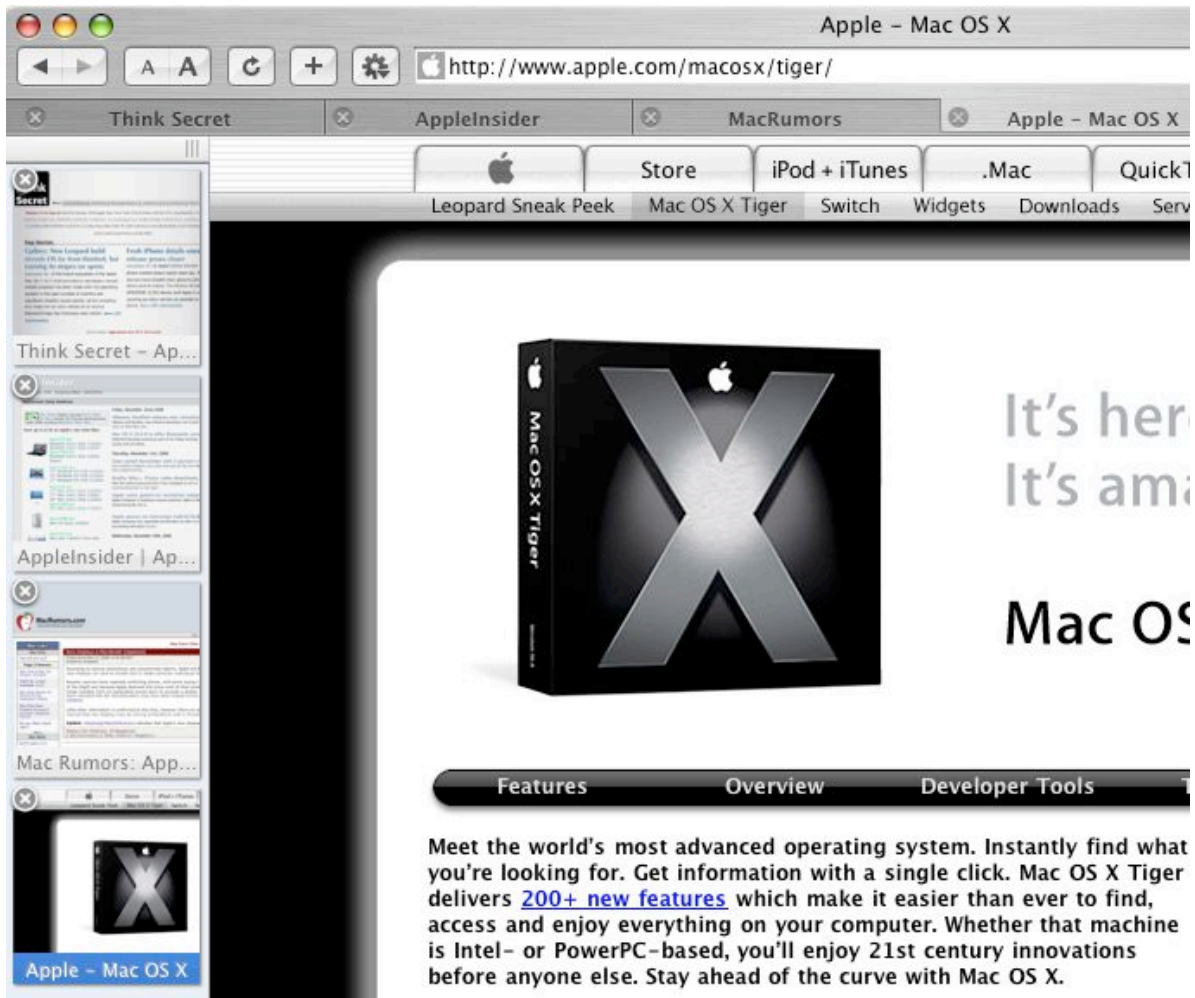 Apple – Mac OS X
A A
http://www.apple.com/macosx/tiger/
Think Secret AppleInsider MacRumors Apple – Mac OS X
Store iPod + iTunes .Mac QuickT
Leopard Sneak Peek Mac OS X Tiger Switch Widgets Downloads Serv
Secret
Think Secret – Ap...
AppleInsider | Ap...
MacRumors.com
Mac Rumors: App...
Apple – Mac OS X
Mac OS X Tiger
It's her
It's ama
Mac OS
Features Overview Developer Tools T
Meet the world's most advanced operating system. Instantly find what
you're looking for. Get information with a single click. Mac OS X Tiger
delivers 200+ new features which make it easier than ever to find,
access and enjoy everything on your computer. Whether that machine
is Intel- or PowerPC-based, you'll enjoy 21st century innovations
before anyone else. Stay ahead of the curve with Mac OS X.